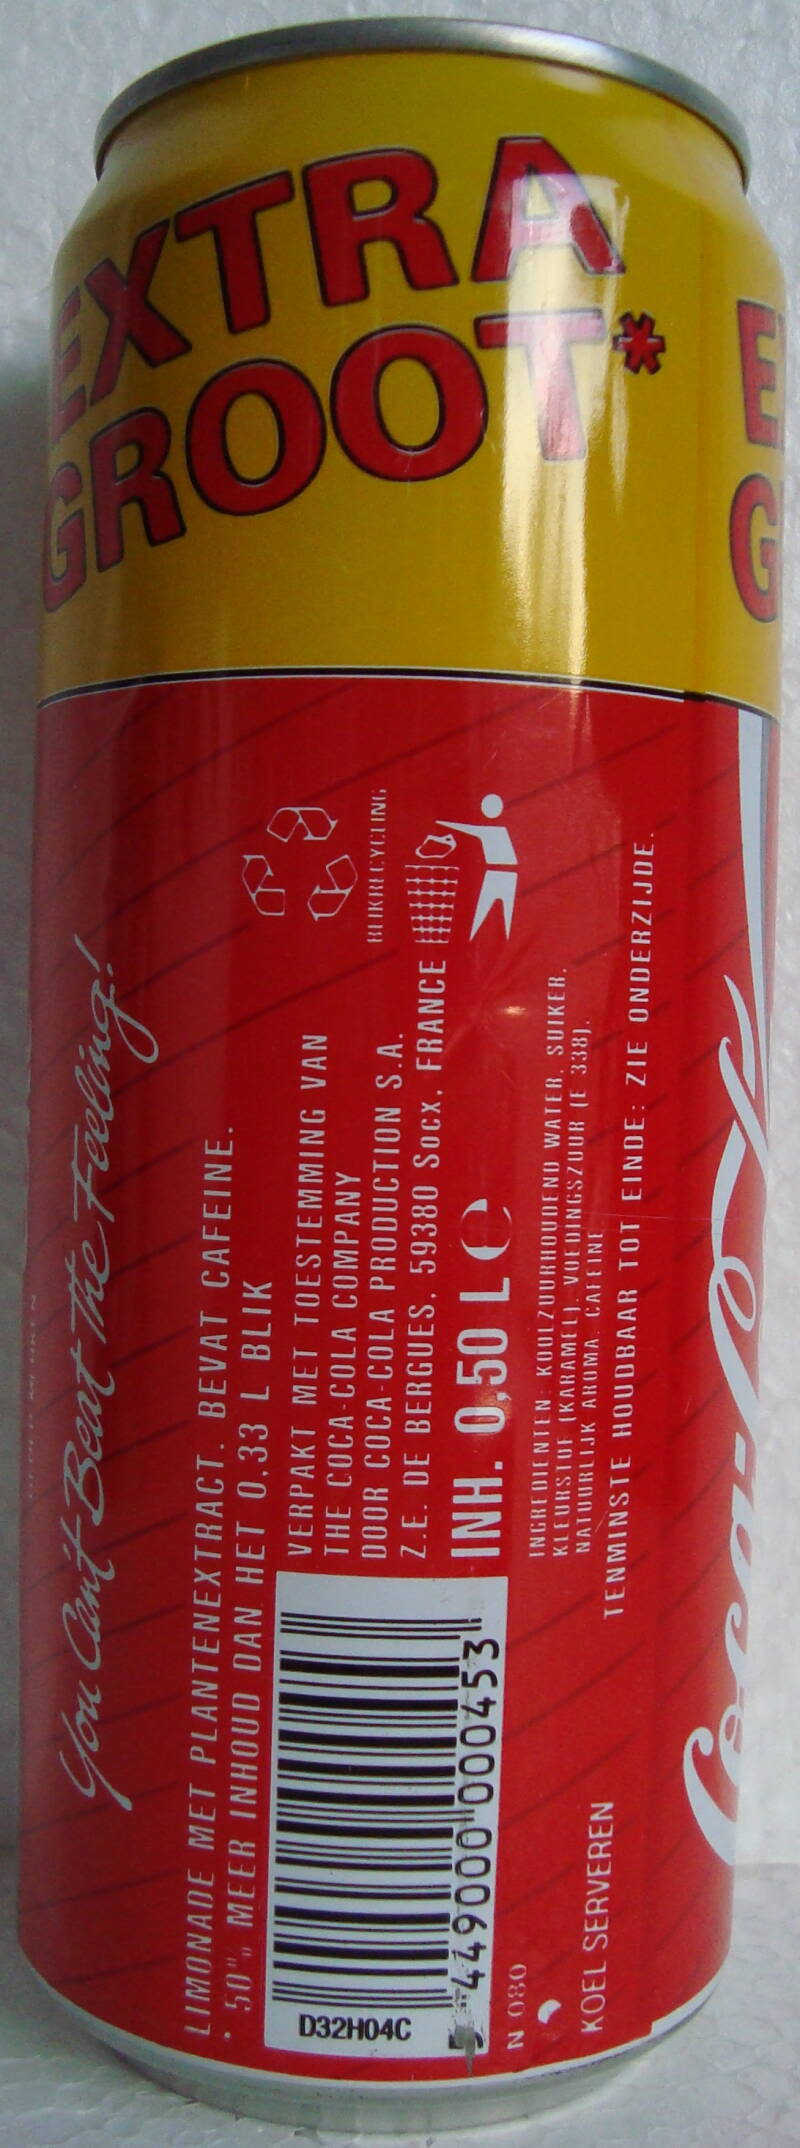 EXTRA
GROOT*
You Can't Beat The Feeling!
LIMONADE MET PLANTENEXTRACT. BEVAT CAFEINE.
* 50% MEER INHOUD DAN HET 0,33 L BLIK
VERPAKT MET TOESTEMMING VAN
THE COCA-COLA COMPANY
DOOR COCA-COLA PRODUCTION S.A.
Z.E. DE BERGUES, 59380 SOCX, FRANCE
INH. 0,50 L e
BLIKRECYCLING
INGREDIENTEN: KOOLZUURHOUDEND WATER, SUIKER,
KLEURSTOF (KARAMEL), VOEDINGSZUUR (E 338),
NATUURLIJK AROMA, CAFEINE
TENMINSTE HOUDBAAR TOT EINDE: ZIE ONDERZIJDE.
KOEL SERVEREN
N 080
D32H04C
5 449000 000453
Coca-Cola
E
G